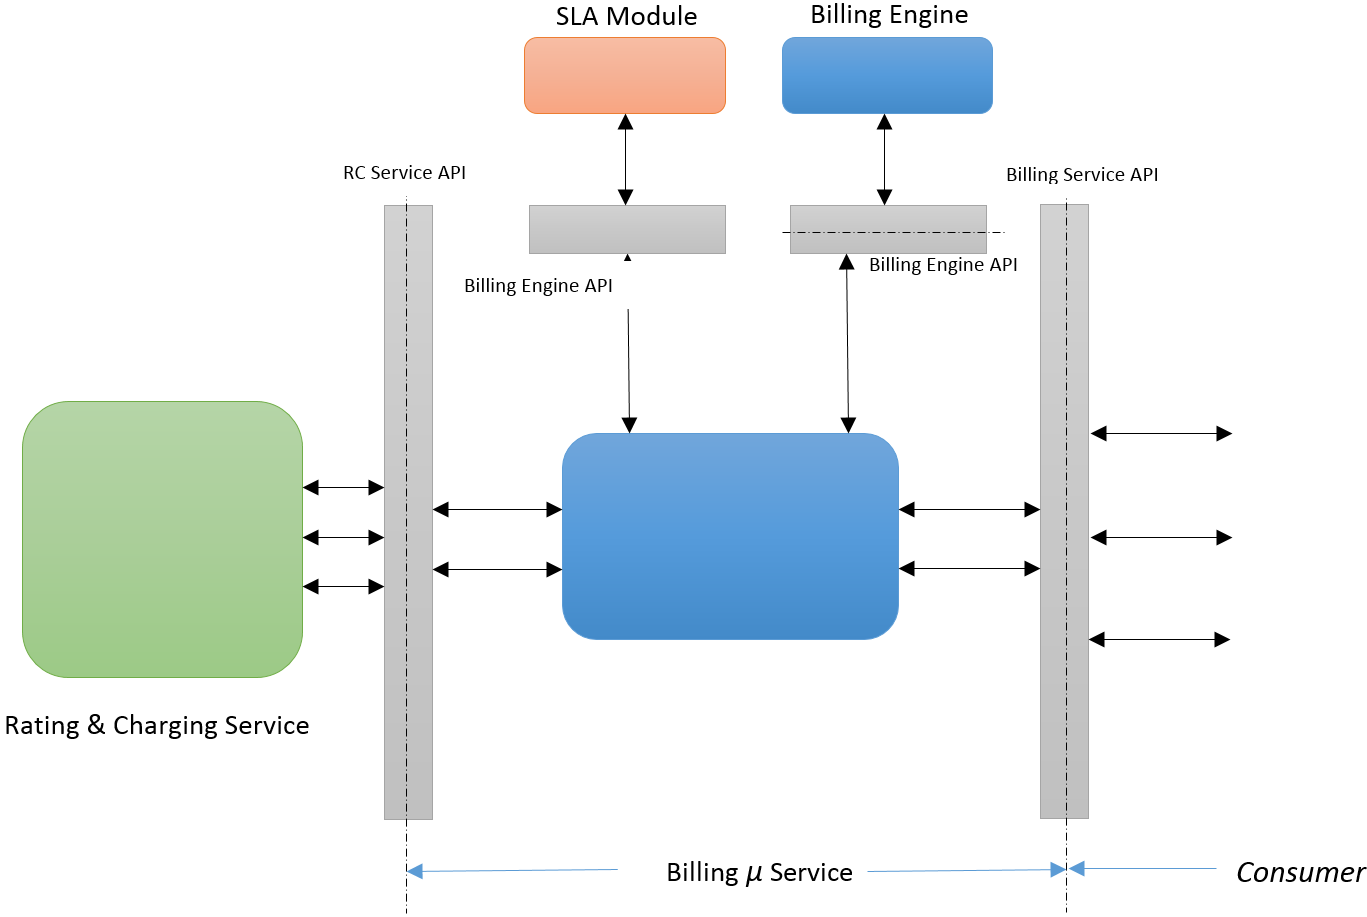 SLA Module
Billing Engine
RC Service API
Billing Service API
Billing Engine API
Billing Engine API
Rating & Charging Service
Billing μ Service
Consumer